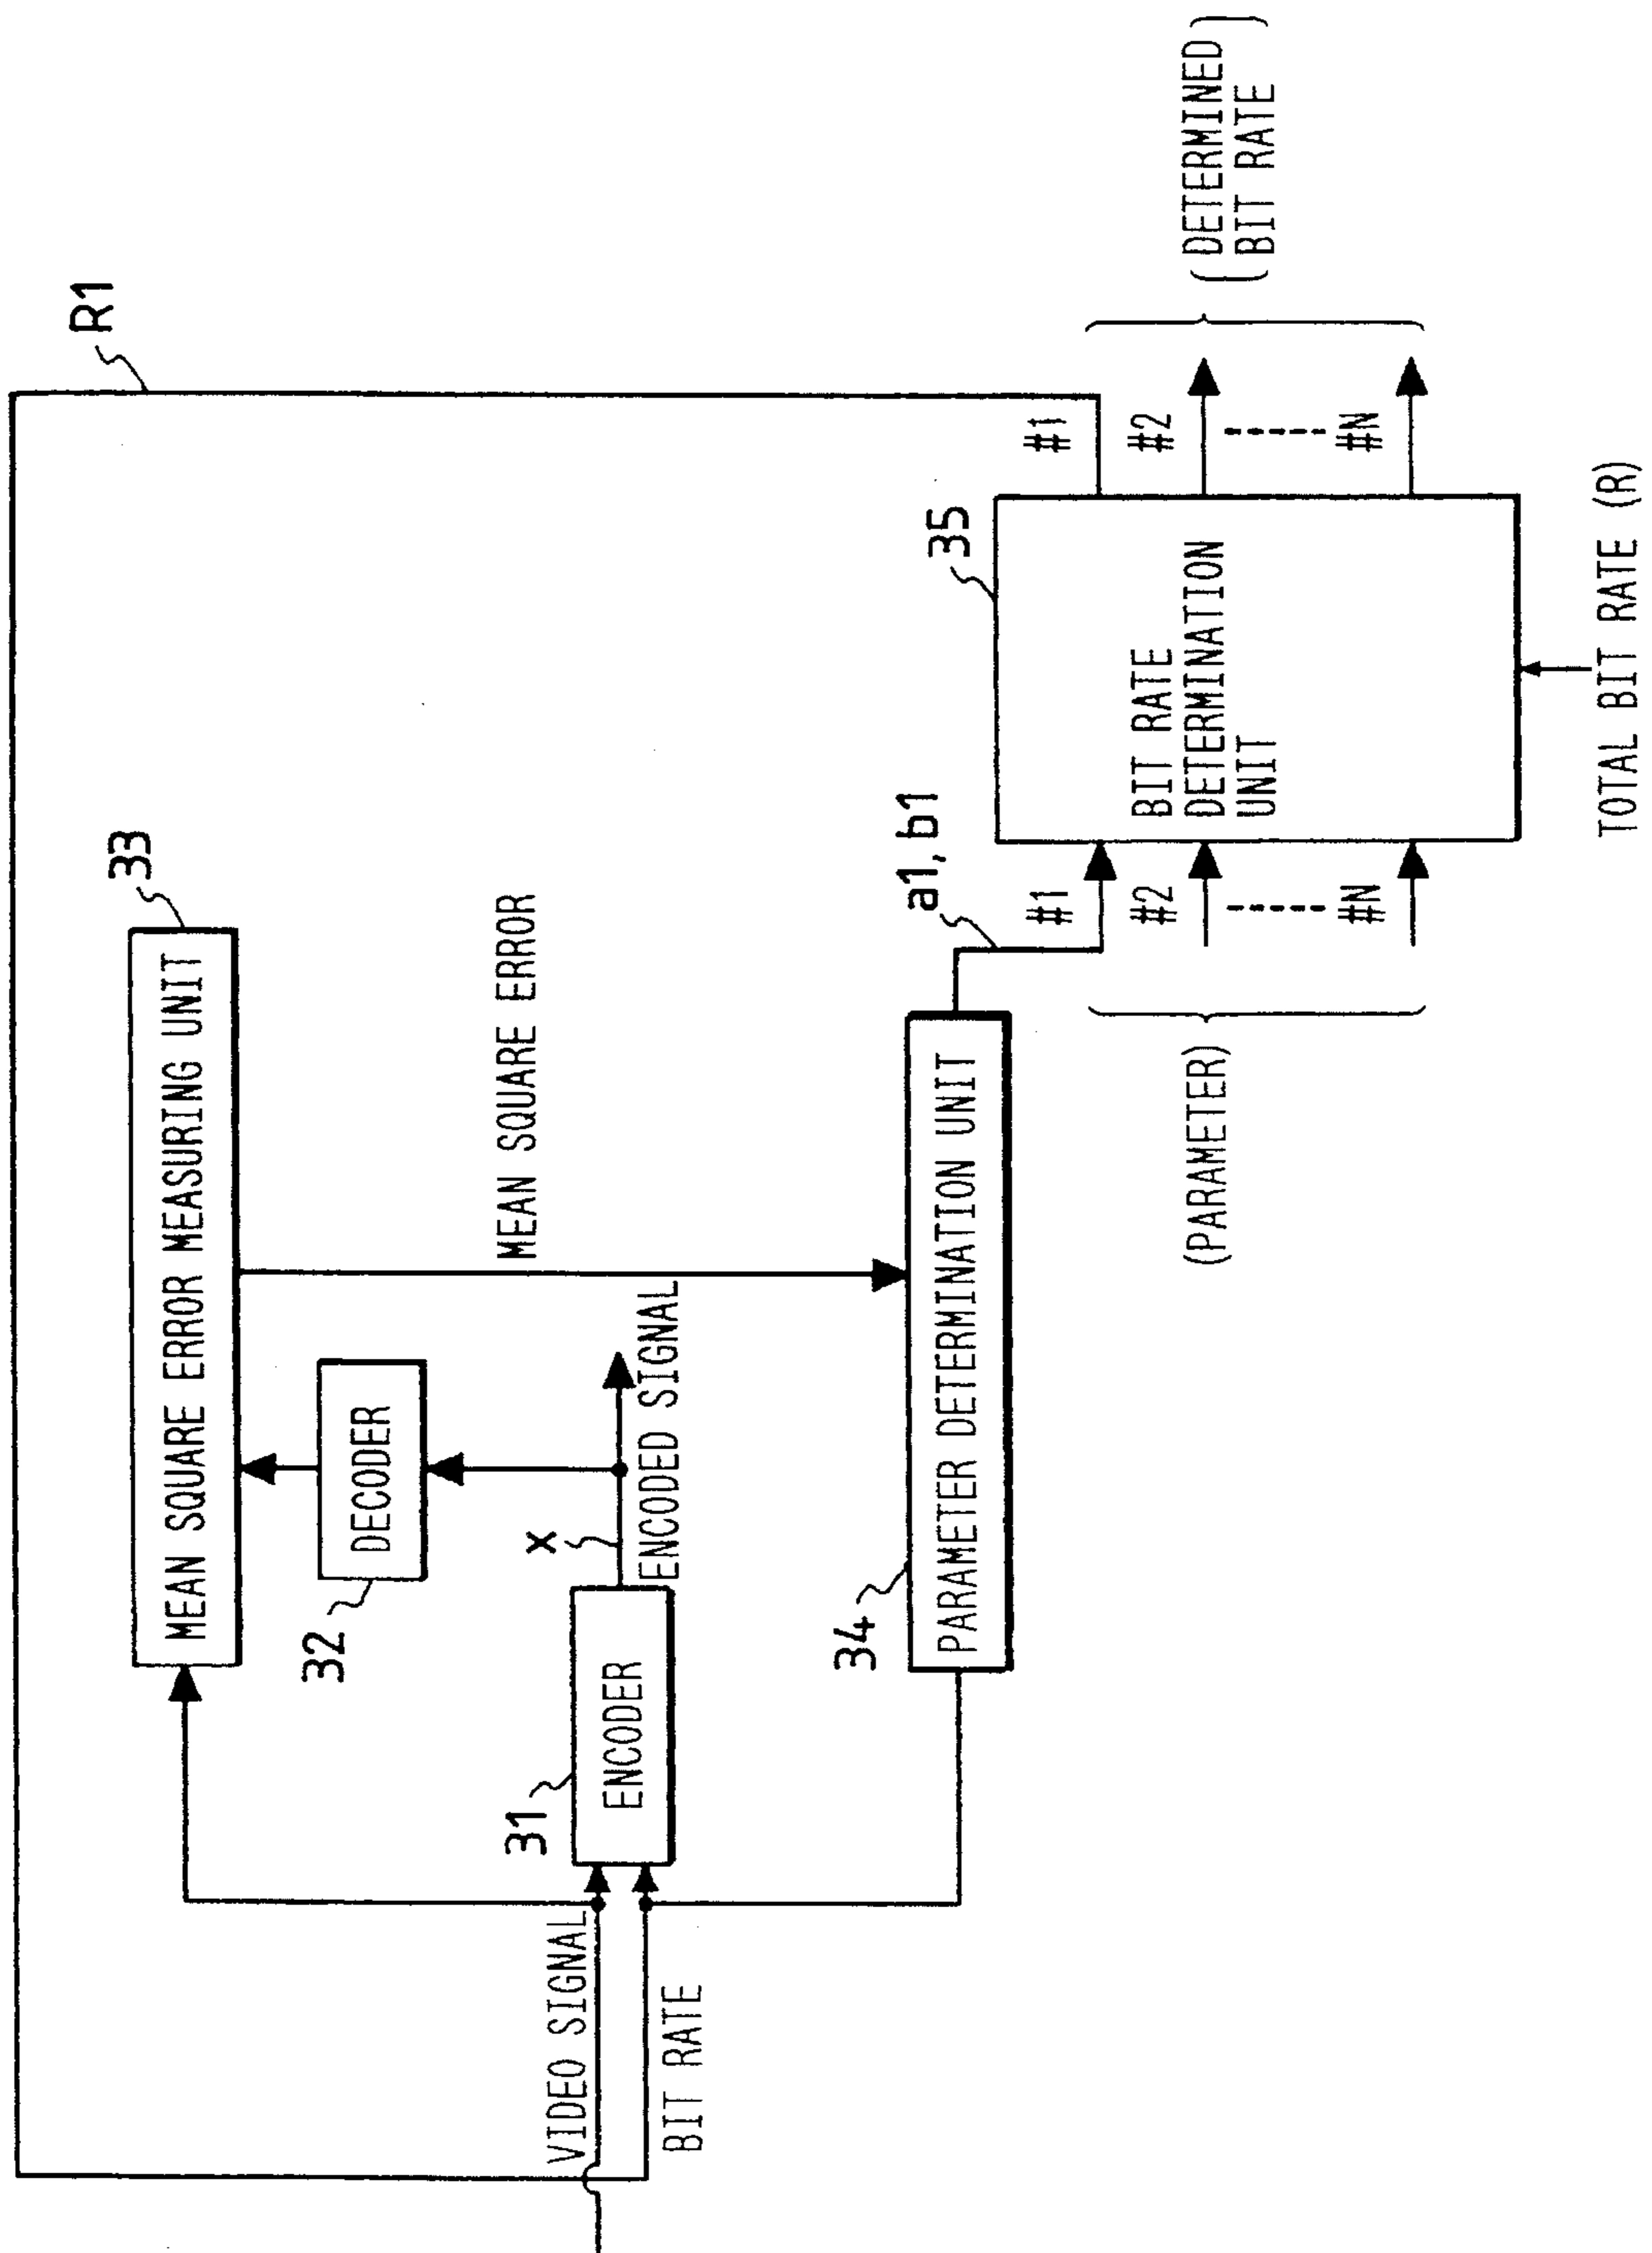 R1
33
MEAN SQUARE ERROR MEASURING UNIT
MEAN SQUARE ERROR
32
DECODER
x
ENCODED SIGNAL
31
ENCODER
VIDEO SIGNAL
BIT RATE
34
PARAMETER DETERMINATION UNIT
a1, b1
#1
#2
#N
(PARAMETER)
35
BIT RATE
DETERMINATION
UNIT
#1
#2
#N
(DETERMINED
BIT RATE)
TOTAL BIT RATE (R)